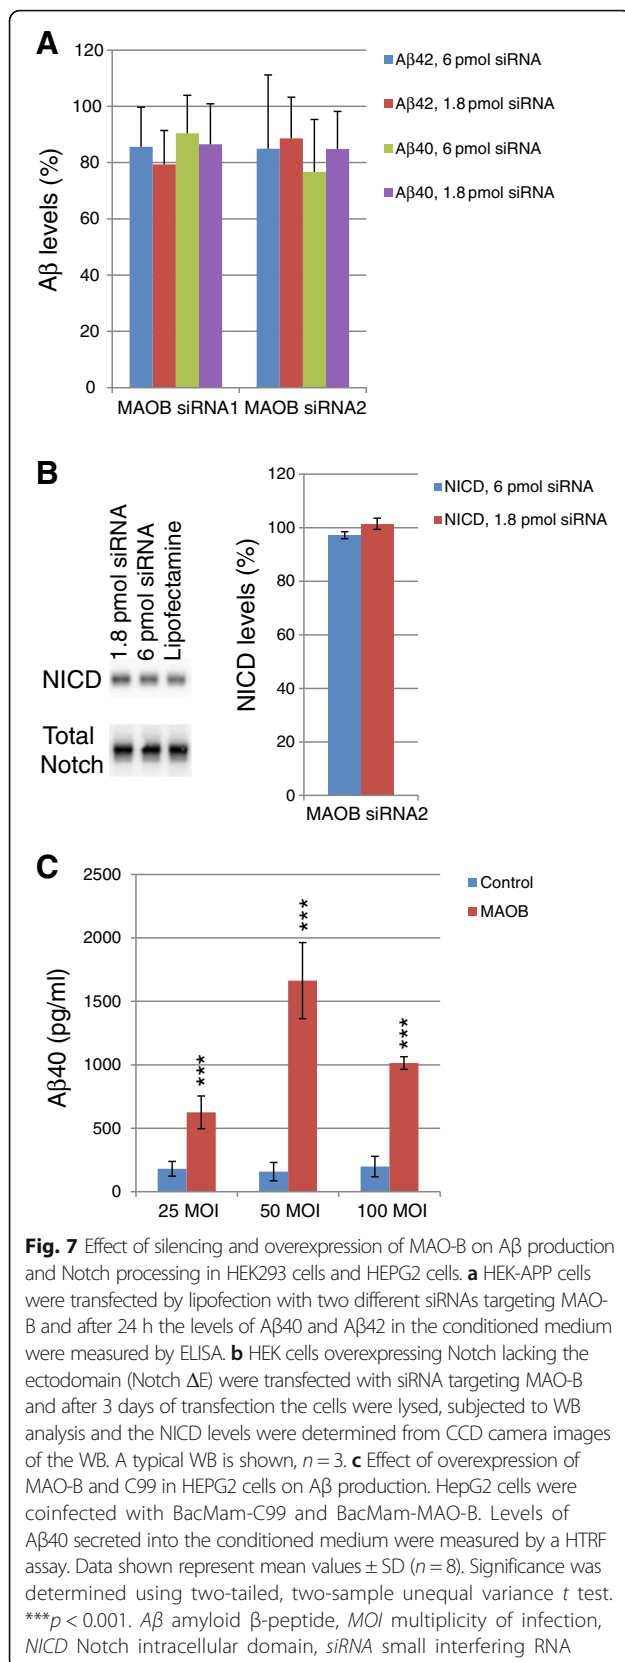 A
120
100
80
60
40
20
0
Aβ levels (%)
MAOB siRNA1 MAOB siRNA2
Aβ42, 6 pmol siRNA
Aβ42, 1.8 pmol siRNA
Aβ40, 6 pmol siRNA
Aβ40, 1.8 pmol siRNA
B
1.8 pmol siRNA
6 pmol siRNA
Lipofectamine
NICD
Total
Notch
120
100
80
60
40
20
0
NICD levels (%)
MAOB siRNA2
NICD, 6 pmol siRNA
NICD, 1.8 pmol siRNA
C
2500
2000
1500
1000
500
0
Aβ40 (pg/ml)
***
***
***
25 MOI 50 MOI 100 MOI
Control
MAOB
Fig. 7 Effect of silencing and overexpression of MAO-B on Aβ production
and Notch processing in HEK293 cells and HEPG2 cells. a HEK-APP cells
were transfected by lipofection with two different siRNAs targeting MAO-
B and after 24 h the levels of Aβ40 and Aβ42 in the conditioned medium
were measured by ELISA. b HEK cells overexpressing Notch lacking the
ectodomain (Notch ΔE) were transfected with siRNA targeting MAO-B
and after 3 days of transfection the cells were lysed, subjected to WB
analysis and the NICD levels were determined from CCD camera images
of the WB. A typical WB is shown, n = 3. c Effect of overexpression of
MAO-B and C99 in HEPG2 cells on Aβ production. HepG2 cells were
coinfected with BacMam-C99 and BacMam-MAO-B. Levels of
Aβ40 secreted into the conditioned medium were measured by a HTRF
assay. Data shown represent mean values ± SD (n = 8). Significance was
determined using two-tailed, two-sample unequal variance t test.
***p < 0.001. Aβ amyloid β-peptide, MOI multiplicity of infection,
NICD Notch intracellular domain, siRNA small interfering RNA